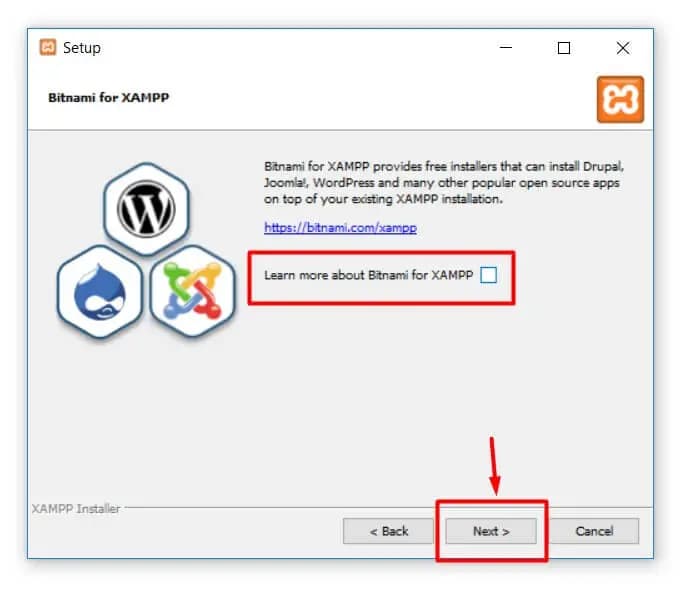 Setup
Bitnami for XAMPP
Bitnami for XAMPP provides free installers that can install Drupal,
Joomla!, WordPress and many other popular open source apps
on top of your existing XAMPP installation.
https://bitnami.com/xampp
Learn more about Bitnami for XAMPP
XAMPP Installer
< Back
Next >
Cancel